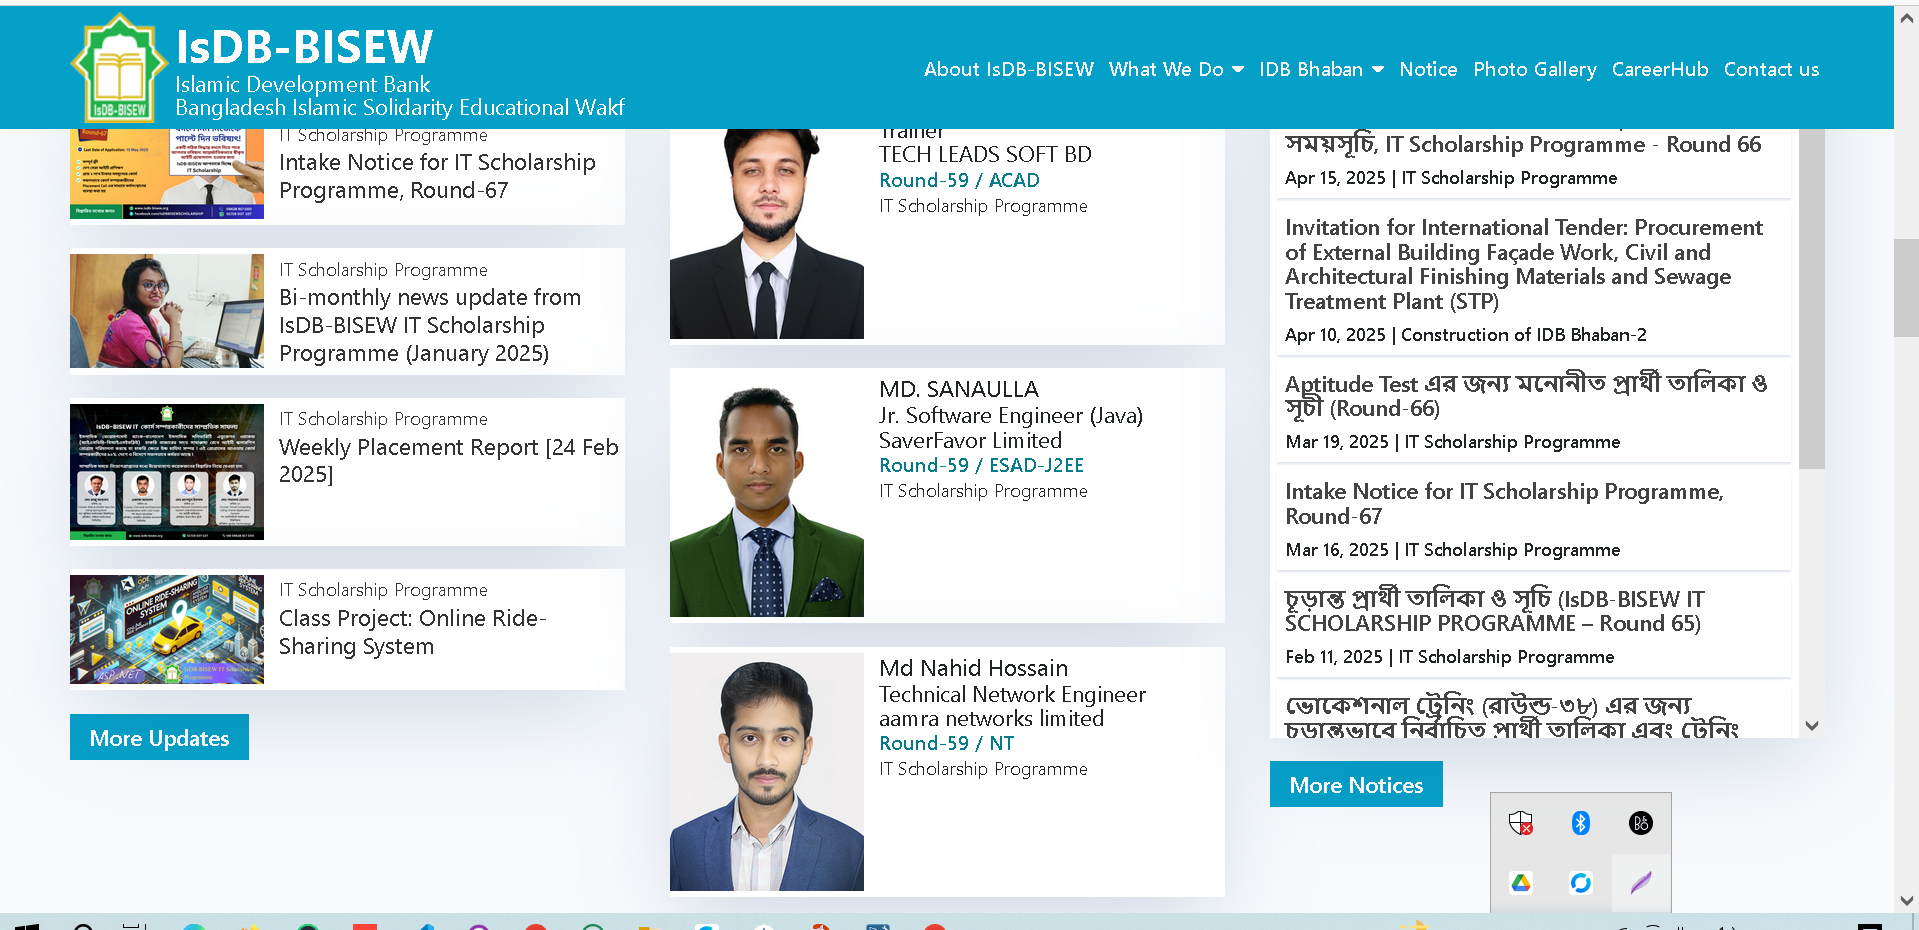 IsDB-BISEW
Islamic Development Bank
Bangladesh Islamic Solidarity Educational Wakf
IsDB-BISEW
About IsDB-BISEW What We Do IDB Bhaban Notice Photo Gallery CareerHub Contact us
IT Scholarship Programme
Intake Notice for IT Scholarship
Programme, Round-67
IT Scholarship Programme
Bi-monthly news update from
IsDB-BISEW IT Scholarship
Programme (January 2025)
IT Scholarship Programme
Weekly Placement Report [24 Feb
2025]
IT Scholarship Programme
Class Project: Online Ride-
Sharing System
ONLINE RIDE-SHARING
SYSTEM
ASP.NET
More Updates
Trainer
TECH LEADS SOFT BD
Round-59 / ACAD
IT Scholarship Programme
MD. SANAULLA
Jr. Software Engineer (Java)
SaverFavor Limited
Round-59 / ESAD-J2EE
IT Scholarship Programme
Md Nahid Hossain
Technical Network Engineer
aamra networks limited
Round-59 / NT
IT Scholarship Programme
সময়সূচি, IT Scholarship Programme - Round 66
Apr 15, 2025 | IT Scholarship Programme
Invitation for International Tender: Procurement
of External Building Façade Work, Civil and
Architectural Finishing Materials and Sewage
Treatment Plant (STP)
Apr 10, 2025 | Construction of IDB Bhaban-2
Aptitude Test এর জন্য মনোনীত প্রার্থী তালিকা ও
সূচী (Round-66)
Mar 19, 2025 | IT Scholarship Programme
Intake Notice for IT Scholarship Programme,
Round-67
Mar 16, 2025 | IT Scholarship Programme
চূড়ান্ত প্রার্থী তালিকা ও সূচি (IsDB-BISEW IT
SCHOLARSHIP PROGRAMME – Round 65)
Feb 11, 2025 | IT Scholarship Programme
ভোকেশনাল ট্রেনিং (রাউন্ড-৩৮) এর জন্য
চূড়ান্তভাবে নির্বাচিত প্রার্থী তালিকা এবং ট্রেনিং
More Notices